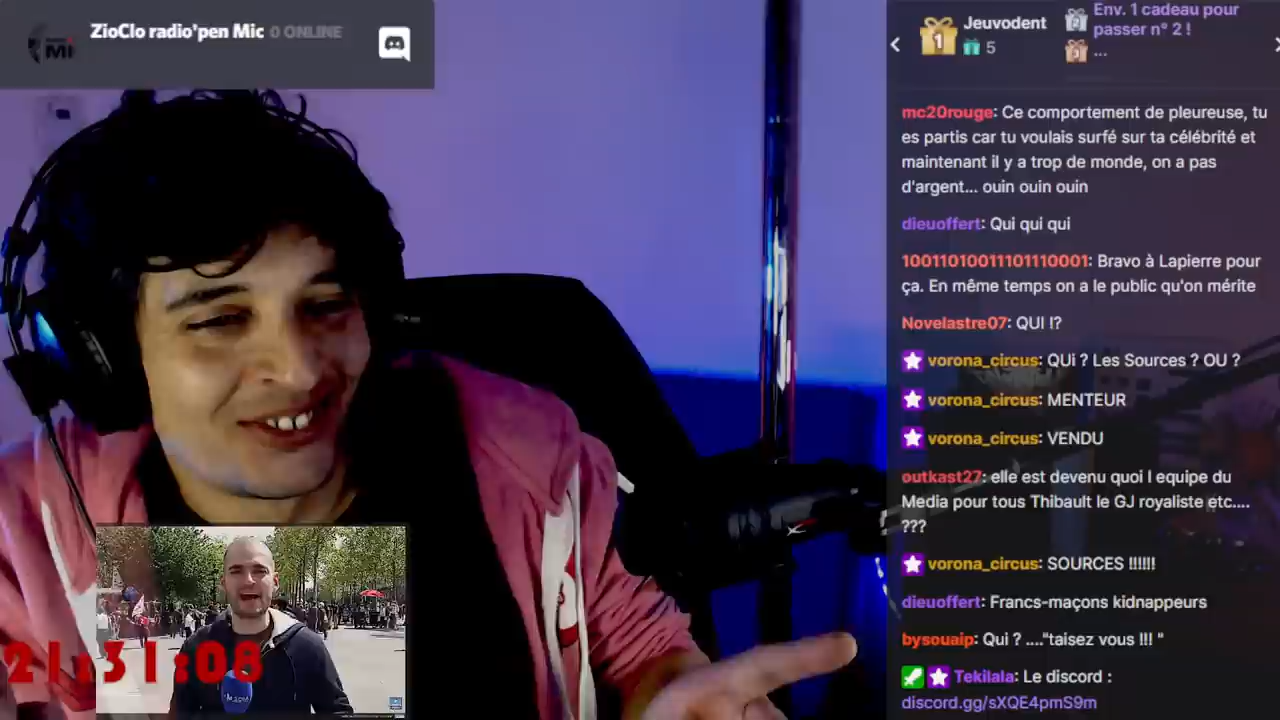 ZioClo radio'pen Mic 0 ONLINE
MI
1
Jeuvodent
5
2
Env. 1 cadeau pour
passer n° 2 !
3
...
mc20rouge: Ce comportement de pleureuse, tu
es partis car tu voulais surfé sur ta célébrité et
maintenant il y a trop de monde, on a pas
d'argent... ouin ouin ouin
dieuoffert: Qui qui qui
10011010011101110001: Bravo à Lapierre pour
ça. En même temps on a le public qu'on mérite
Novelastre07: QUI !?
vorona_circus: QUi ? Les Sources ? OU ?
vorona_circus: MENTEUR
vorona_circus: VENDU
outkast27: elle est devenu quoi l equipe du
Media pour tous Thibault le GJ royaliste etc....
???
vorona_circus: SOURCES !!!!!!
dieuoffert: Francs-maçons kidnappeurs
bysouaip: Qui ? ...."taisez vous !!! "
Tekilala: Le discord :
discord.gg/sXQE4pmS9m
21:31:08